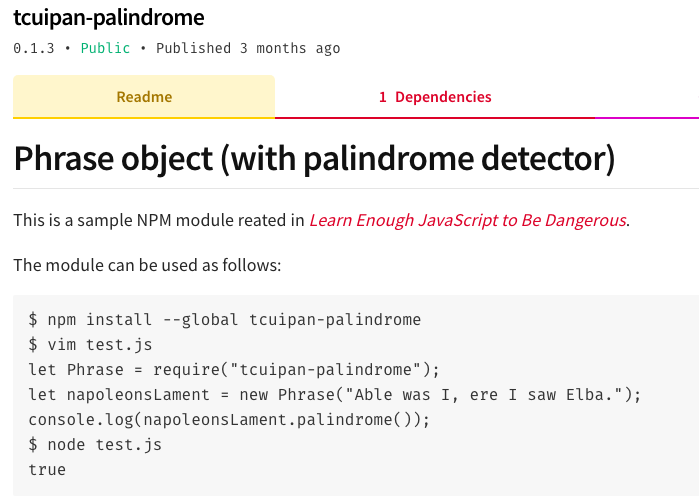 tcuipan-palindrome
0.1.3 • Public • Published 3 months ago
Readme
1 Dependencies
Phrase object (with palindrome detector)
This is a sample NPM module reated in Learn Enough JavaScript to Be Dangerous.
The module can be used as follows:
$ npm install --global tcuipan-palindrome
$ vim test.js
let Phrase = require("tcuipan-palindrome");
let napoleonsLament = new Phrase("Able was I, ere I saw Elba.");
console.log(napoleonsLament.palindrome());
$ node test.js
true